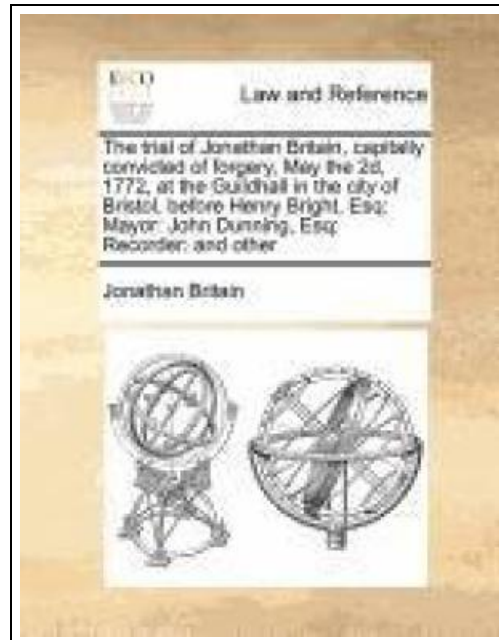 ECCO
Law and Reference
The trial of Jonathan Britain, capitally
convicted of forgery, May the 2d,
1772, at the Guildhall in the city of
Bristol, before Henry Bright, Esq;
Mayor: John Dunning, Esq;
Recorder; and other
Jonathan Britain